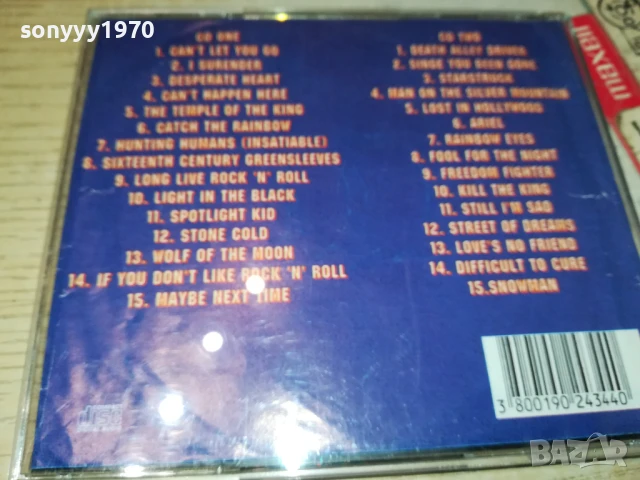 sonyyy1970
CD ONE
1. CAN'T LET YOU GO
2. I SURENDER
3. DESPERATE HEART
4. CAN'T HAPPEN HERE
5. THE TEMPLE OF THE KING
6. CATCH THE RAINBOW
7. HUNTING HUMANS (INSATIABLE)
8. SIXTEENTH CENTURY GREENSLEEVES
9. LONG LIVE ROCK 'N' ROLL
10. LIGHT IN THE BLACK
11. SPOTLIGHT KID
12. STONE COLD
13. WOLF OF THE MOON
14. IF YOU DON'T LIKE ROCK 'N' ROLL
15. MAYBE NEXT TIME
CD TWO
1. DEATH ALLEY DRIVER
2. SINSE YOU BEEN GONE
3. STARSTRUCK
4. MAN ON THE SILVER MOUNTAIN
5. LOST IN HOLLYWOOD
6. ARIEL
7. RAINBOW EYES
8. FOOL FOR THE NIGHT
9. FREEDOM FIGHTER
10. KILL THE KING
11. STILL I'M SAD
12. STREET OF DREAMS
13. LOVE'S NO FRIEND
14. DIFFICULT TO CURE
15.SNOWMAN
3 800190 243440
maxell
BAZAR